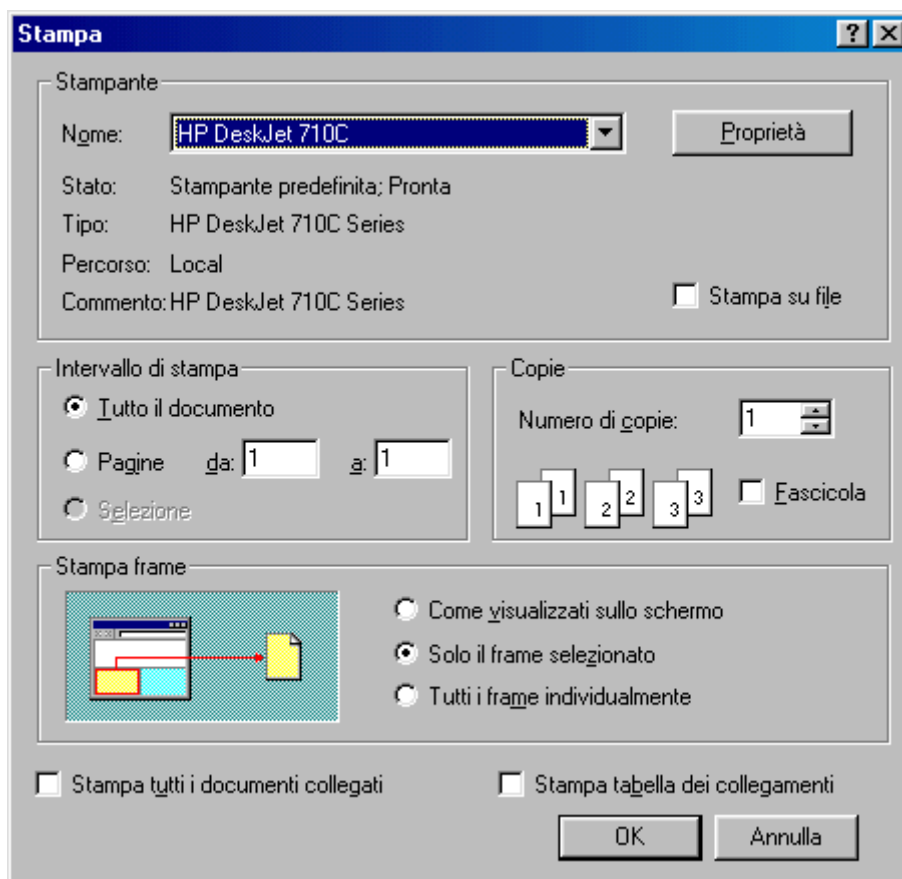 Stampa
Stampante
Nome: HP DeskJet 710C Proprietà
Stato: Stampante predefinita; Pronta
Tipo: HP DeskJet 710C Series
Percorso: Local
Commento: HP DeskJet 710C Series Stampa su file
Intervallo di stampa
Tutto il documento
Pagine da: 1 a: 1
Selezione
Copie
Numero di copie: 1
1 1 2 2 3 3 Fascicola
Stampa frame
Come visualizzati sullo schermo
Solo il frame selezionato
Tutti i frame individualmente
Stampa tutti i documenti collegati Stampa tabella dei collegamenti
OK Annulla